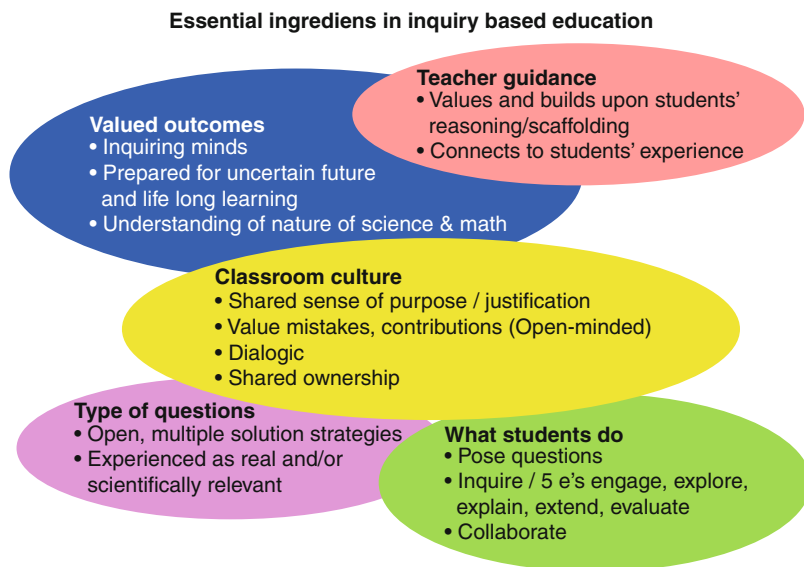 Essential ingrediens in inquiry based education
Teacher guidance
• Values and builds upon students’
reasoning/scaffolding
• Connects to students’ experience
Valued outcomes
• Inquiring minds
• Prepared for uncertain future
and life long learning
• Understanding of nature of science & math
Classroom culture
• Shared sense of purpose / justification
• Value mistakes, contributions (Open-minded)
• Dialogic
• Shared ownership
Type of questions
• Open, multiple solution strategies
• Experienced as real and/or
scientifically relevant
What students do
• Pose questions
• Inquire / 5 e’s engage, explore,
explain, extend, evaluate
• Collaborate